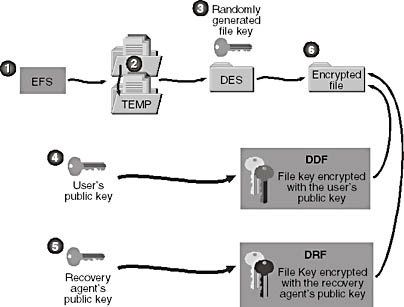 3
Randomly
generated
file key
1
EFS
2
TEMP
DES
6
Encrypted
file
4
User's
public key
DDF
File key encrypted
with the user's
public key
5
Recovery
agent's
public key
DRF
File Key encrypted
with the recovery
agent's public key